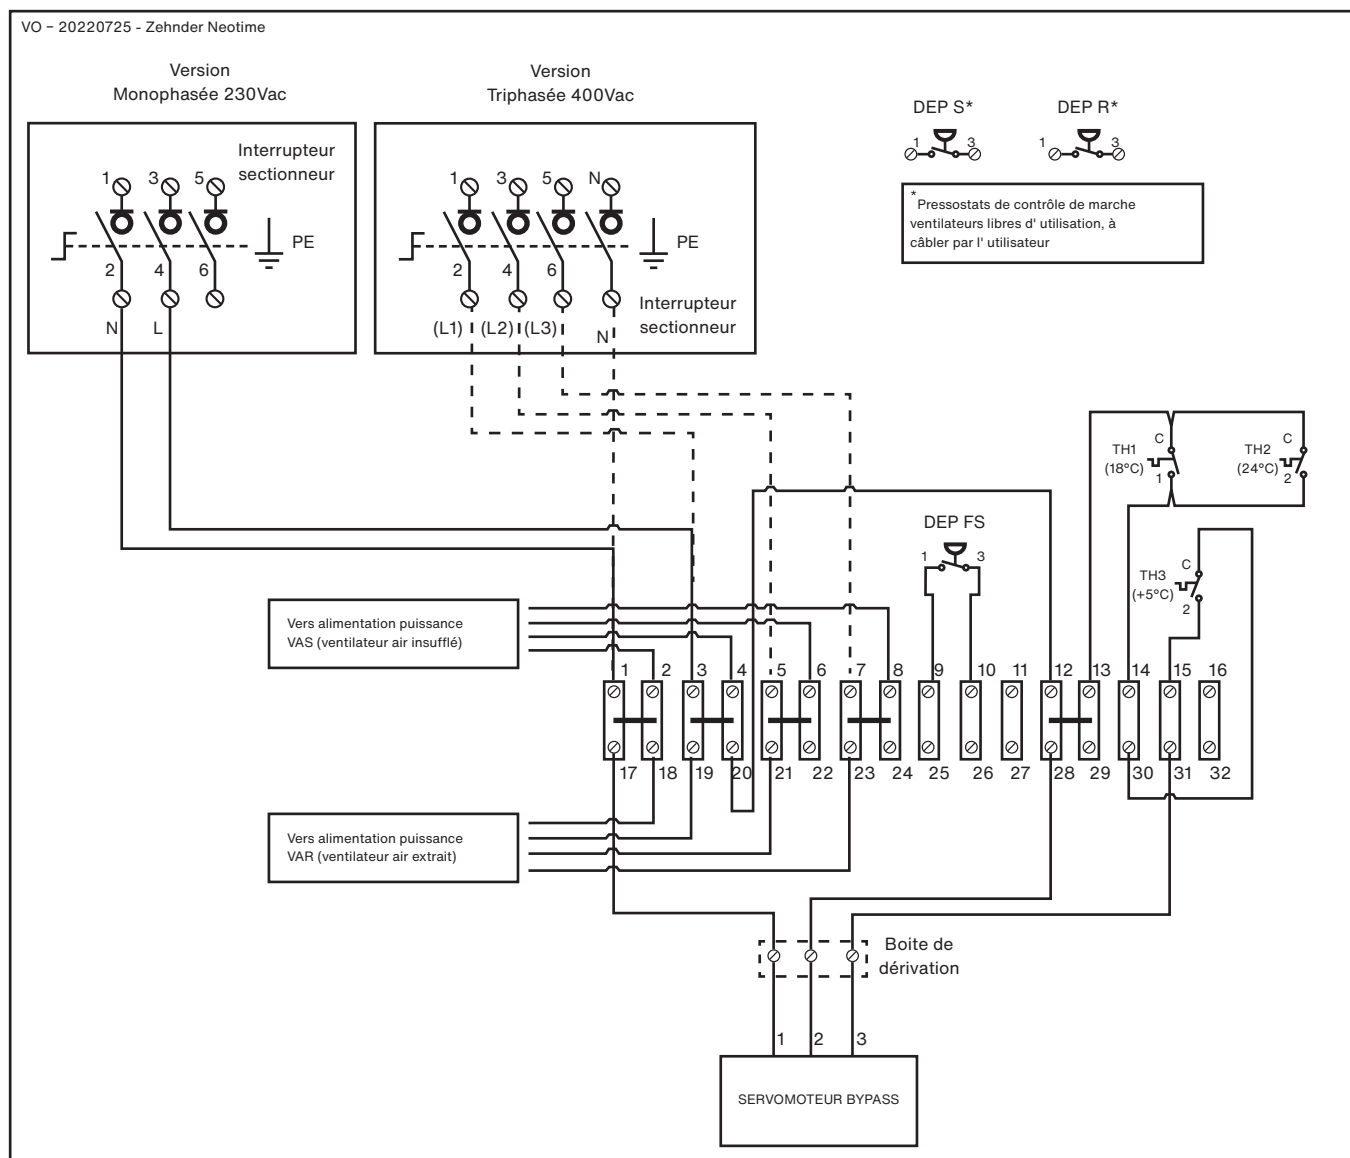 VO – 20220725 - Zehnder Neotime
Version
Monophasée 230Vac
Version
Triphasée 400Vac
DEP S*
DEP R*
1 3
1 3
Interrupteur
sectionneur
1 3 5
PE
2 4 6
N L
1 3 5 N
PE
2 4 6
Interrupteur
sectionneur
(L1) (L2) (L3) N
* Pressostats de contrôle de marche
ventilateurs libres d' utilisation, à
câbler par l' utilisateur
TH1
(18°C)
C
1
TH2
(24°C)
C
2
DEP FS
1 3
TH3
(+5°C)
C
2
Vers alimentation puissance
VAS (ventilateur air insufflé)
1 2 3 4 5 6 7 8 9 10 11 12 13 14 15 16
17 18 19 20 21 22 23 24 25 26 27 28 29 30 31 32
Vers alimentation puissance
VAR (ventilateur air extrait)
Boite de
dérivation
1 2 3
SERVOMOTEUR BYPASS